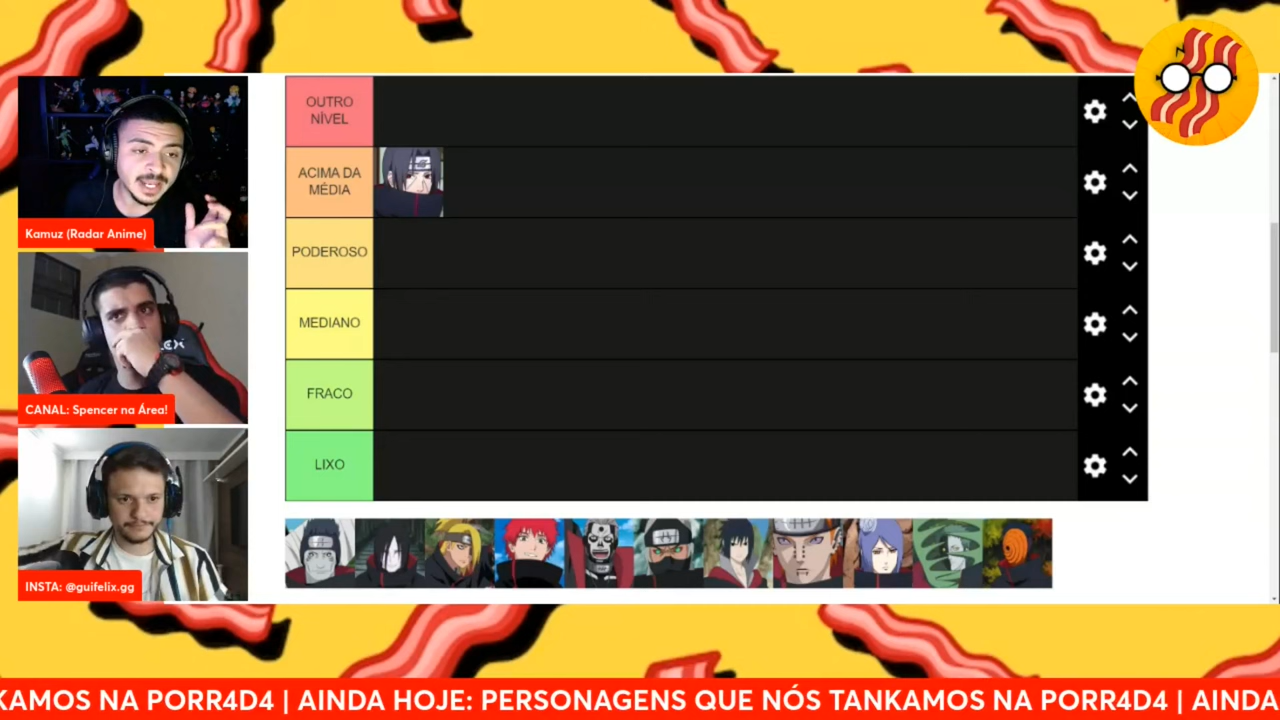 OUTRO
NÍVEL
ACIMA DA
MÉDIA
PODEROSO
MEDIANO
FRACO
LIXO
Kamuz (Radar Anime)
CANAL: Spencer na Área!
INSTA: @guifelix.gg
KAMOS NA PORR4D4 | AINDA HOJE: PERSONAGENS QUE NÓS TANKAMOS NA PORR4D4 | AINDA